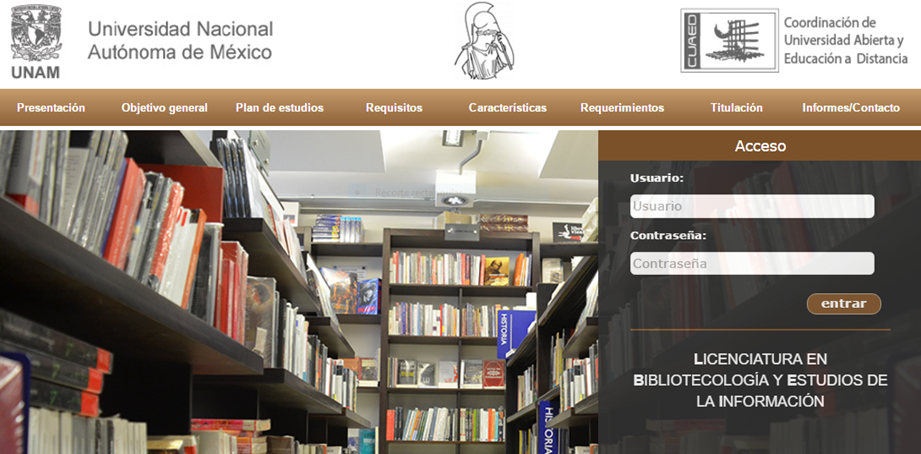 UNAM
Universidad Nacional
Autónoma de México
CUAED
Coordinación de
Universidad Abierta y
Educación a Distancia
Presentación
Objetivo general
Plan de estudios
Requisitos
Características
Requerimientos
Titulación
Informes/Contacto
Acceso
Usuario:
Usuario
Contraseña:
Contraseña
entrar
LICENCIATURA EN
BIBLIOTECOLOGÍA Y ESTUDIOS DE
LA INFORMACIÓN
HISTORIA